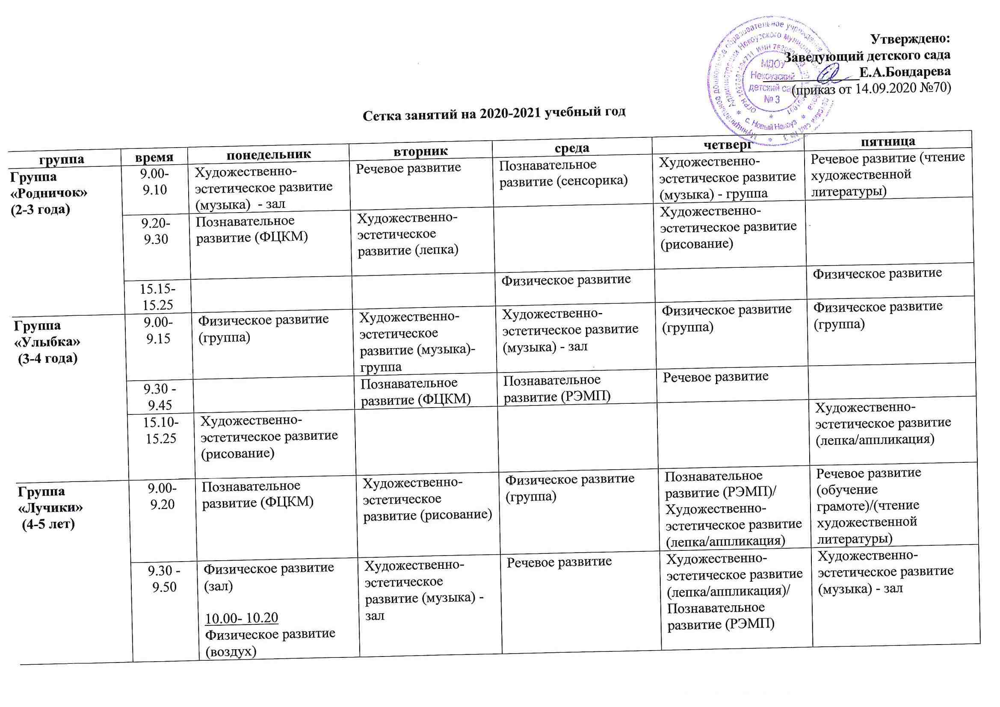 Утверждено:
Заведующий детского сада
Е.А.Бондарева
(приказ от 14.09.2020 №70)
МДОУ
Некоузский
детский сад
№ 3
с. Новый Некоуз
Сетка занятий на 2020-2021 учебный год
группа время понедельник вторник среда четверг пятница
Группа
«Родничок»
(2-3 года)
9.00-
9.10
Художественно-
эстетическое развитие
(музыка) - зал
Речевое развитие
Познавательное
развитие (сенсорика)
Художественно-
эстетическое развитие
(музыка) - группа
Речевое развитие (чтение
художественной
литературы)
9.20-
9.30
Познавательное
развитие (ФЦКМ)
Художественно-
эстетическое
развитие (лепка)
Художественно-
эстетическое развитие
(рисование)
15.15-
15.25
Физическое развитие
Физическое развитие
Группа
«Улыбка»
(3-4 года)
9.00-
9.15
Физическое развитие
(группа)
Художественно-
эстетическое
развитие (музыка)-
группа
Художественно-
эстетическое развитие
(музыка) - зал
Физическое развитие
(группа)
Физическое развитие
(группа)
9.30 -
9.45
Познавательное
развитие (ФЦКМ)
Познавательное
развитие (РЭМП)
Речевое развитие
15.10-
15.25
Художественно-
эстетическое развитие
(рисование)
Художественно-
эстетическое развитие
(лепка/аппликация)
Группа
«Лучики»
(4-5 лет)
9.00-
9.20
Познавательное
развитие (ФЦКМ)
Художественно-
эстетическое
развитие (рисование)
Физическое развитие
(группа)
Познавательное
развитие (РЭМП)/
Художественно-
эстетическое развитие
(лепка/аппликация)
Речевое развитие
(обучение
грамоте)/(чтение
художественной
литературы)
9.30 -
9.50
Физическое развитие
(зал)
10.00- 10.20
Физическое развитие
(воздух)
Художественно-
эстетическое
развитие (музыка) -
зал
Речевое развитие
Художественно-
эстетическое развитие
(лепка/аппликация)/
Познавательное
развитие (РЭМП)
Художественно-
эстетическое развитие
(музыка) - зал